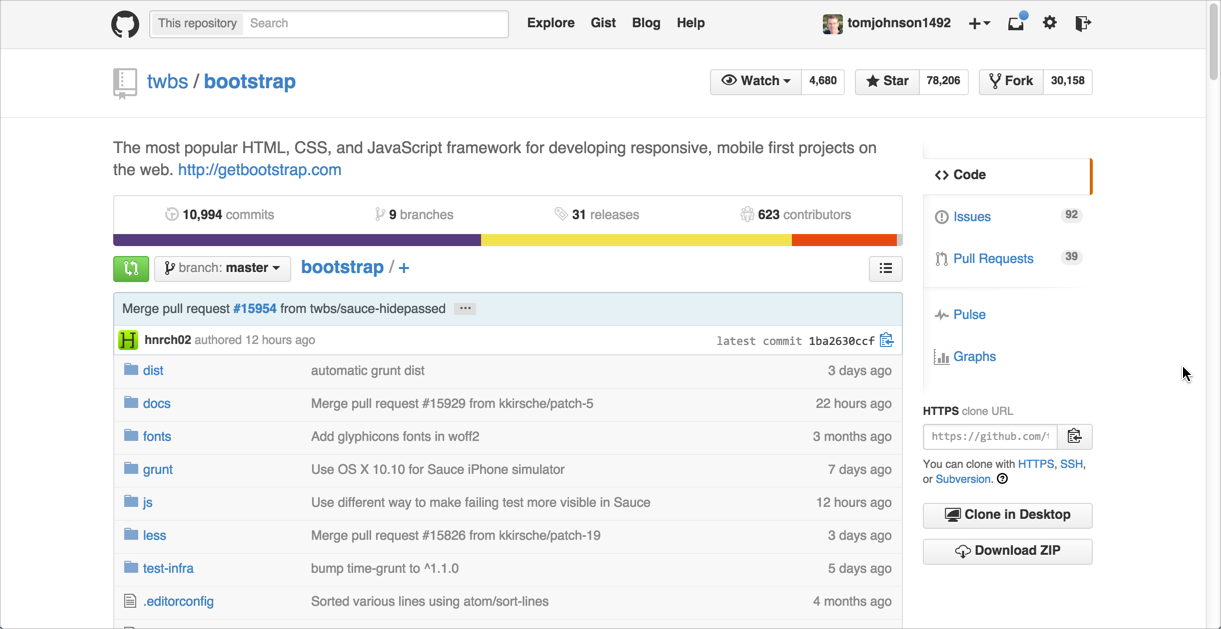 This repository Search Explore Gist Blog Help tomjohnson1492
twbs / bootstrap Watch 4,680 Star 78,206 Fork 30,158
The most popular HTML, CSS, and JavaScript framework for developing responsive, mobile first projects on
the web. http://getbootstrap.com
10,994 commits 9 branches 31 releases 623 contributors
branch: master bootstrap / +
Merge pull request #15954 from twbs/sauce-hidepassed ...
hnrch02 authored 12 hours ago latest commit 1ba2630ccf
dist automatic grunt dist 3 days ago
docs Merge pull request #15929 from kkirsche/patch-5 22 hours ago
fonts Add glyphicons fonts in woff2 3 months ago
grunt Use OS X 10.10 for Sauce iPhone simulator 7 days ago
js Use different way to make failing test more visible in Sauce 12 hours ago
less Merge pull request #15826 from kkirsche/patch-19 3 days ago
test-infra bump time-grunt to ^1.1.0 5 days ago
.editorconfig Sorted various lines using atom/sort-lines 4 months ago
Code
Issues 92
Pull Requests 39
Pulse
Graphs
HTTPS clone URL
https://github.com/
You can clone with HTTPS, SSH,
or Subversion.
Clone in Desktop
Download ZIP